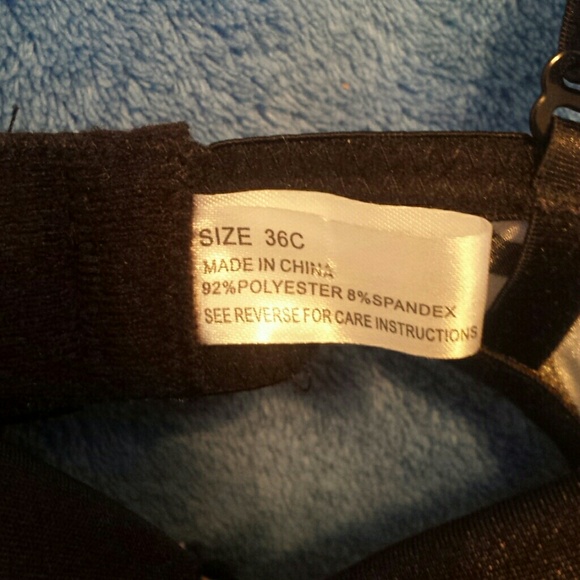 SIZE 36C
MADE IN CHINA
92%POLYESTER 8%SPANDEX
SEE REVERSE FOR CARE INSTRUCTIONS